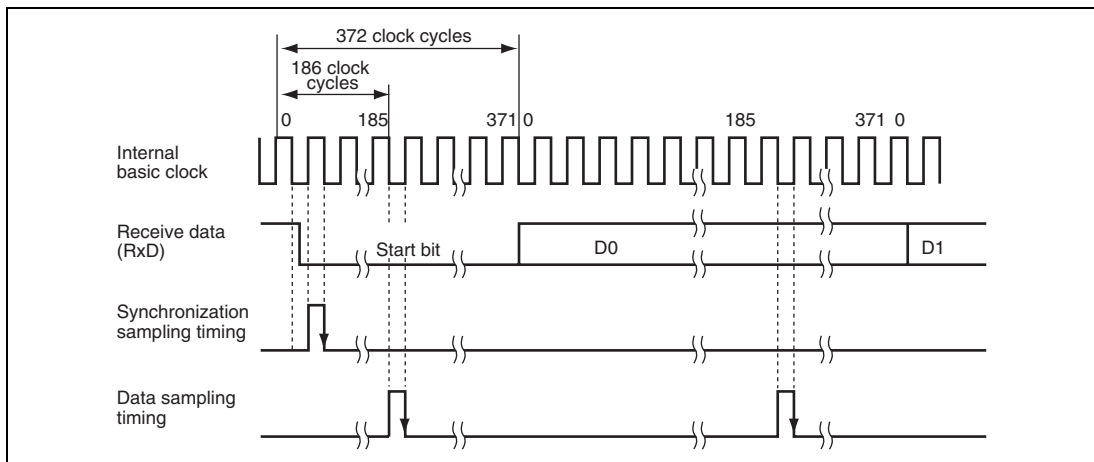 372 clock cycles
186 clock
cycles
0 185 371 0 185 371 0
Internal
basic clock
Receive data
(RxD)
Start bit D0 D1
Synchronization
sampling timing
Data sampling
timing